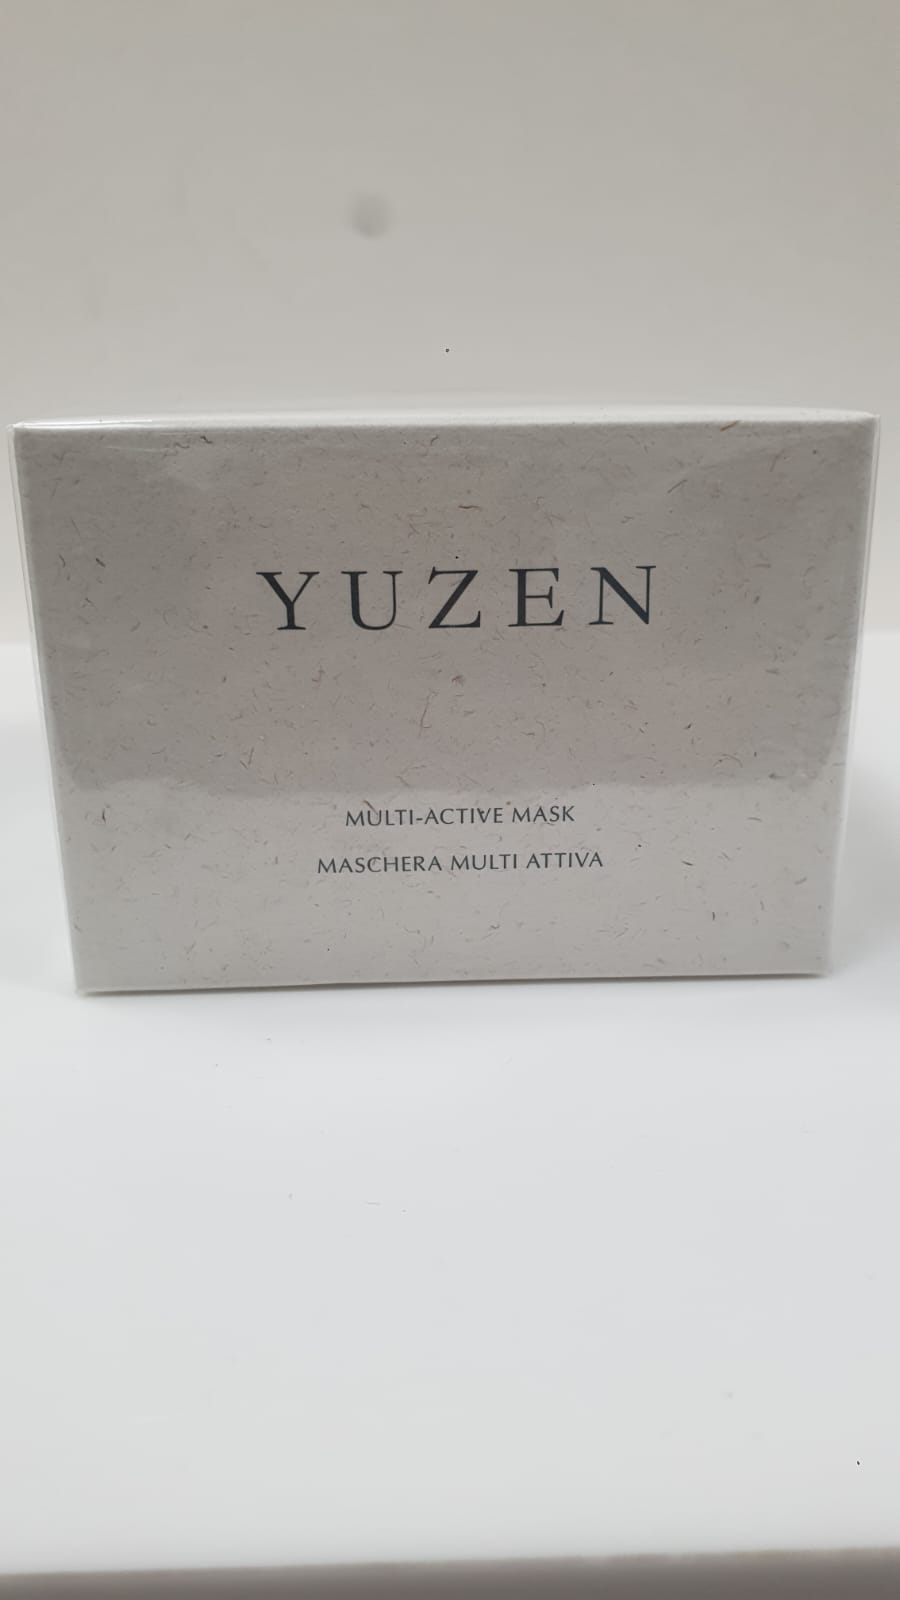 YUZEN
MULTI-ACTIVE MASK
MASCHERA MULTI ATTIVA